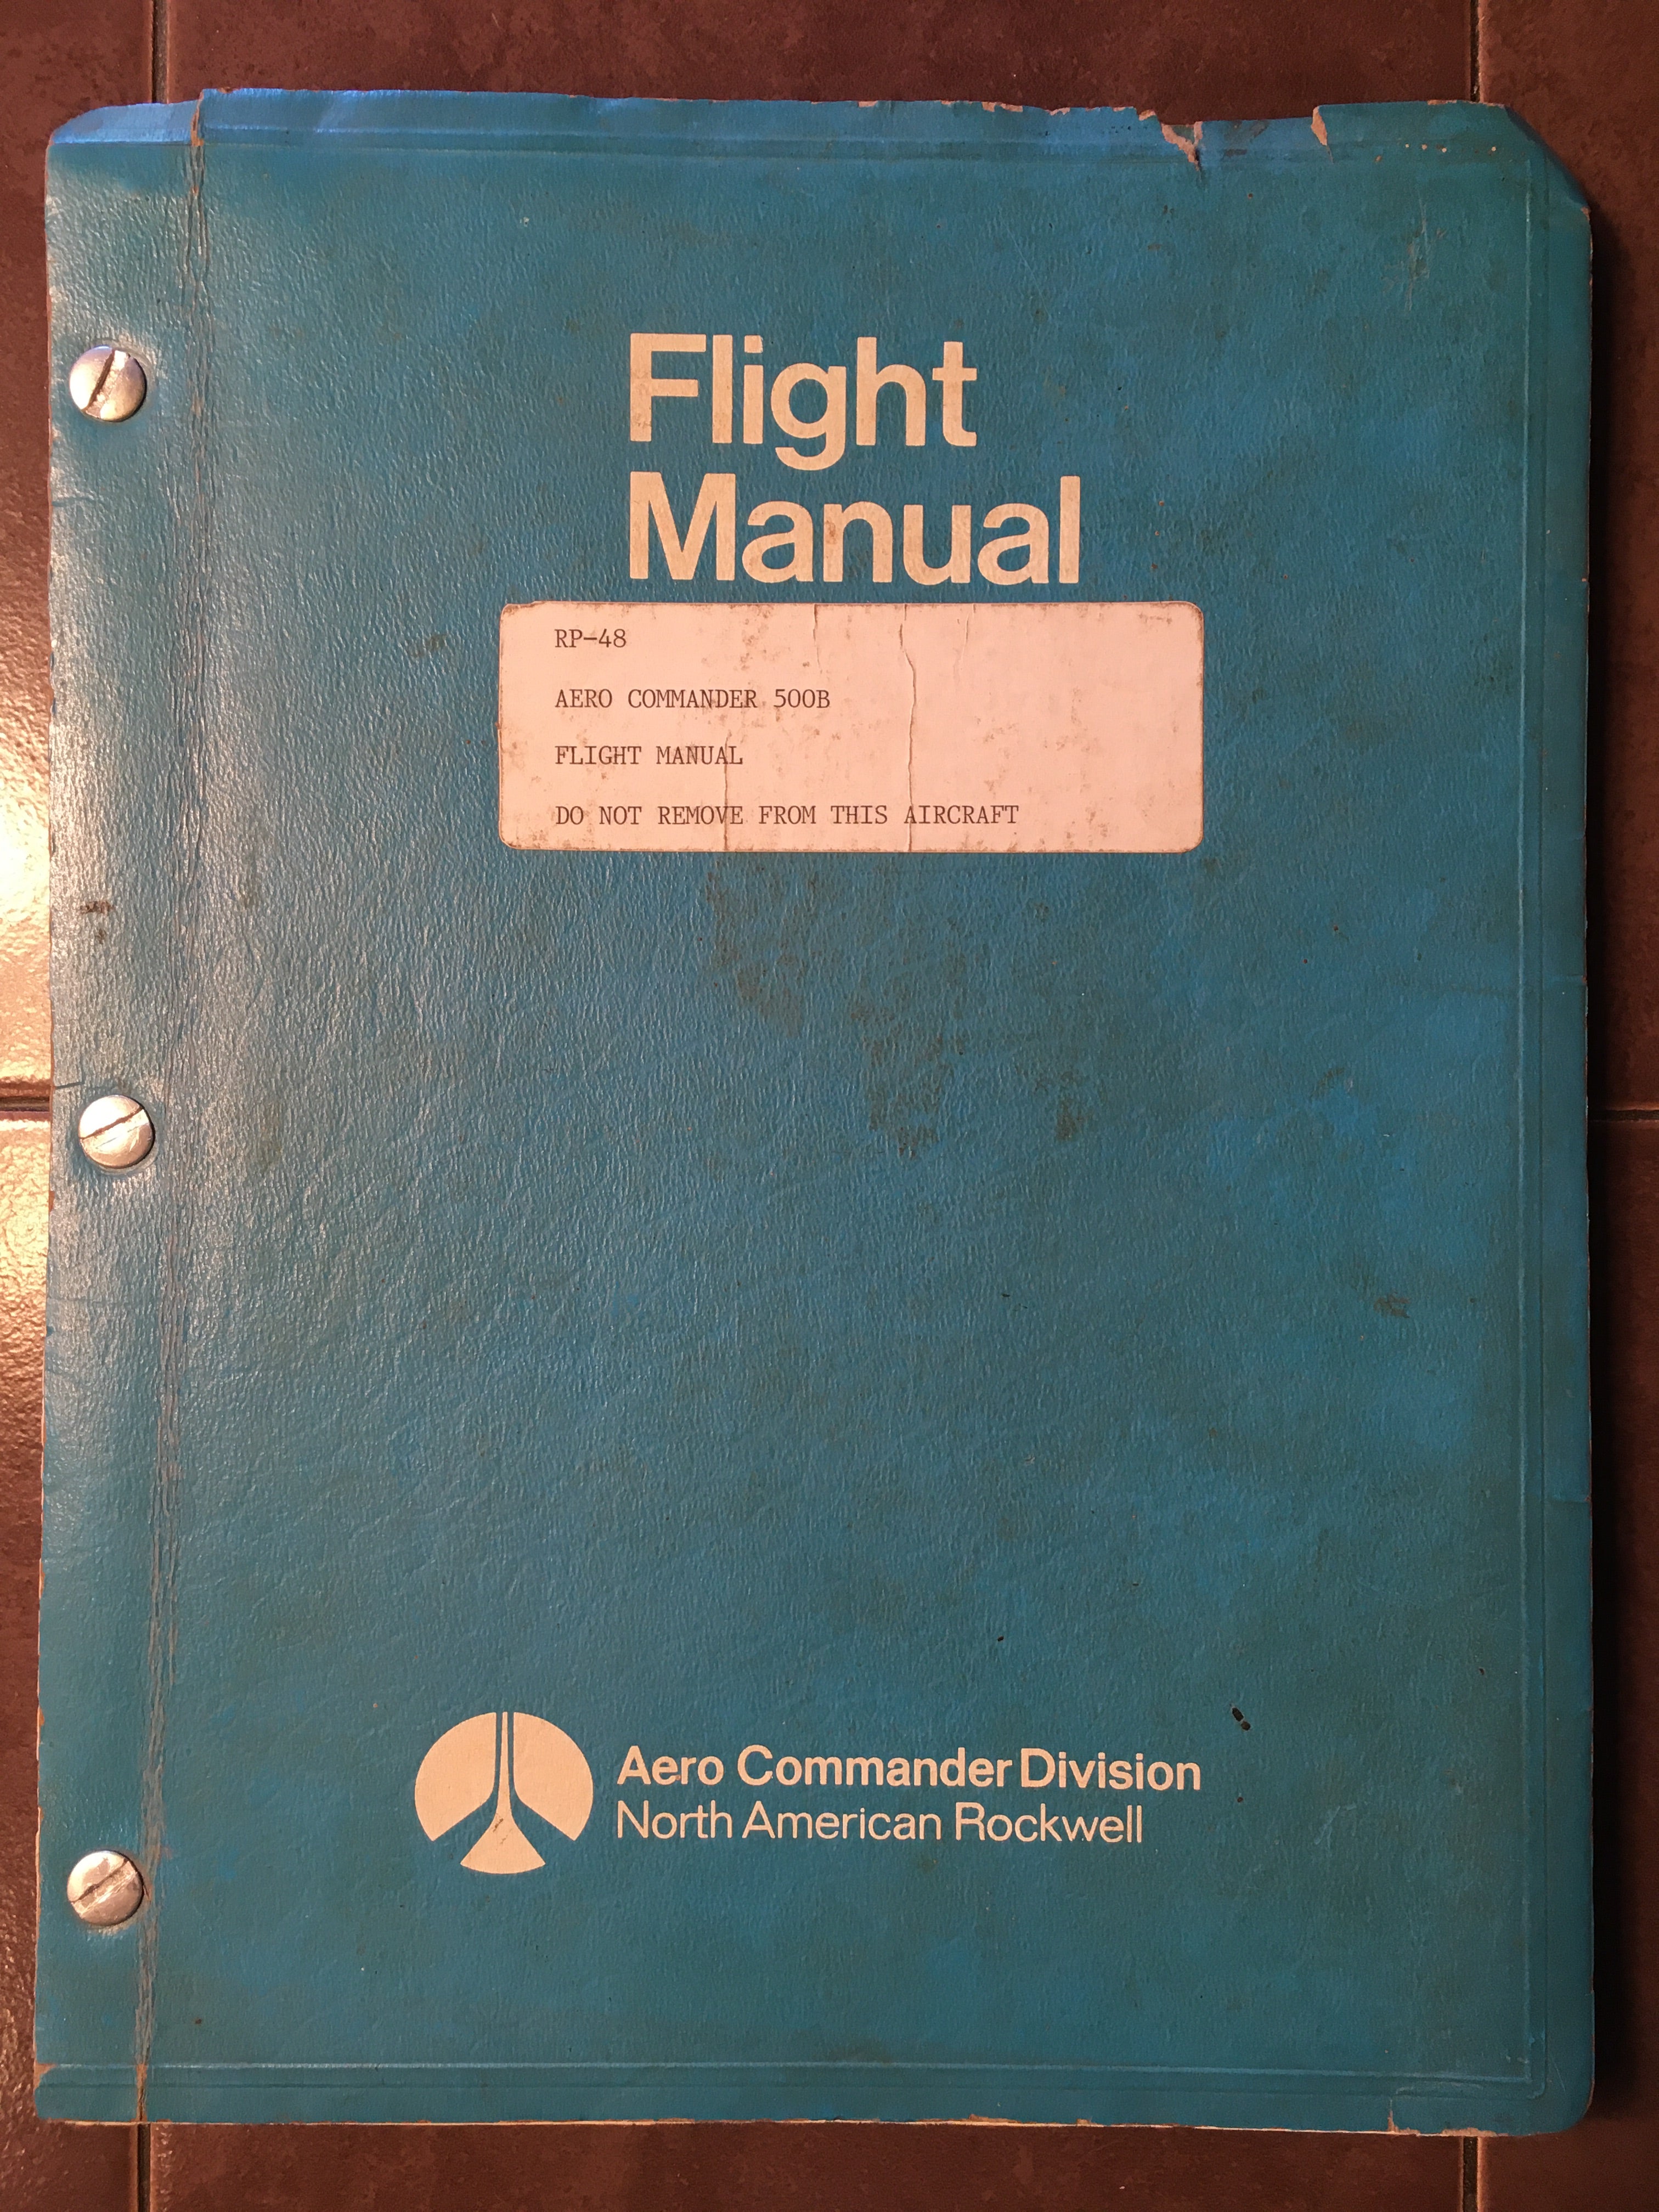 Flight
Manual
RP-48
AERO COMMANDER 500B
FLIGHT MANUAL
DO NOT REMOVE FROM THIS AIRCRAFT
Aero Commander Division
North American Rockwell